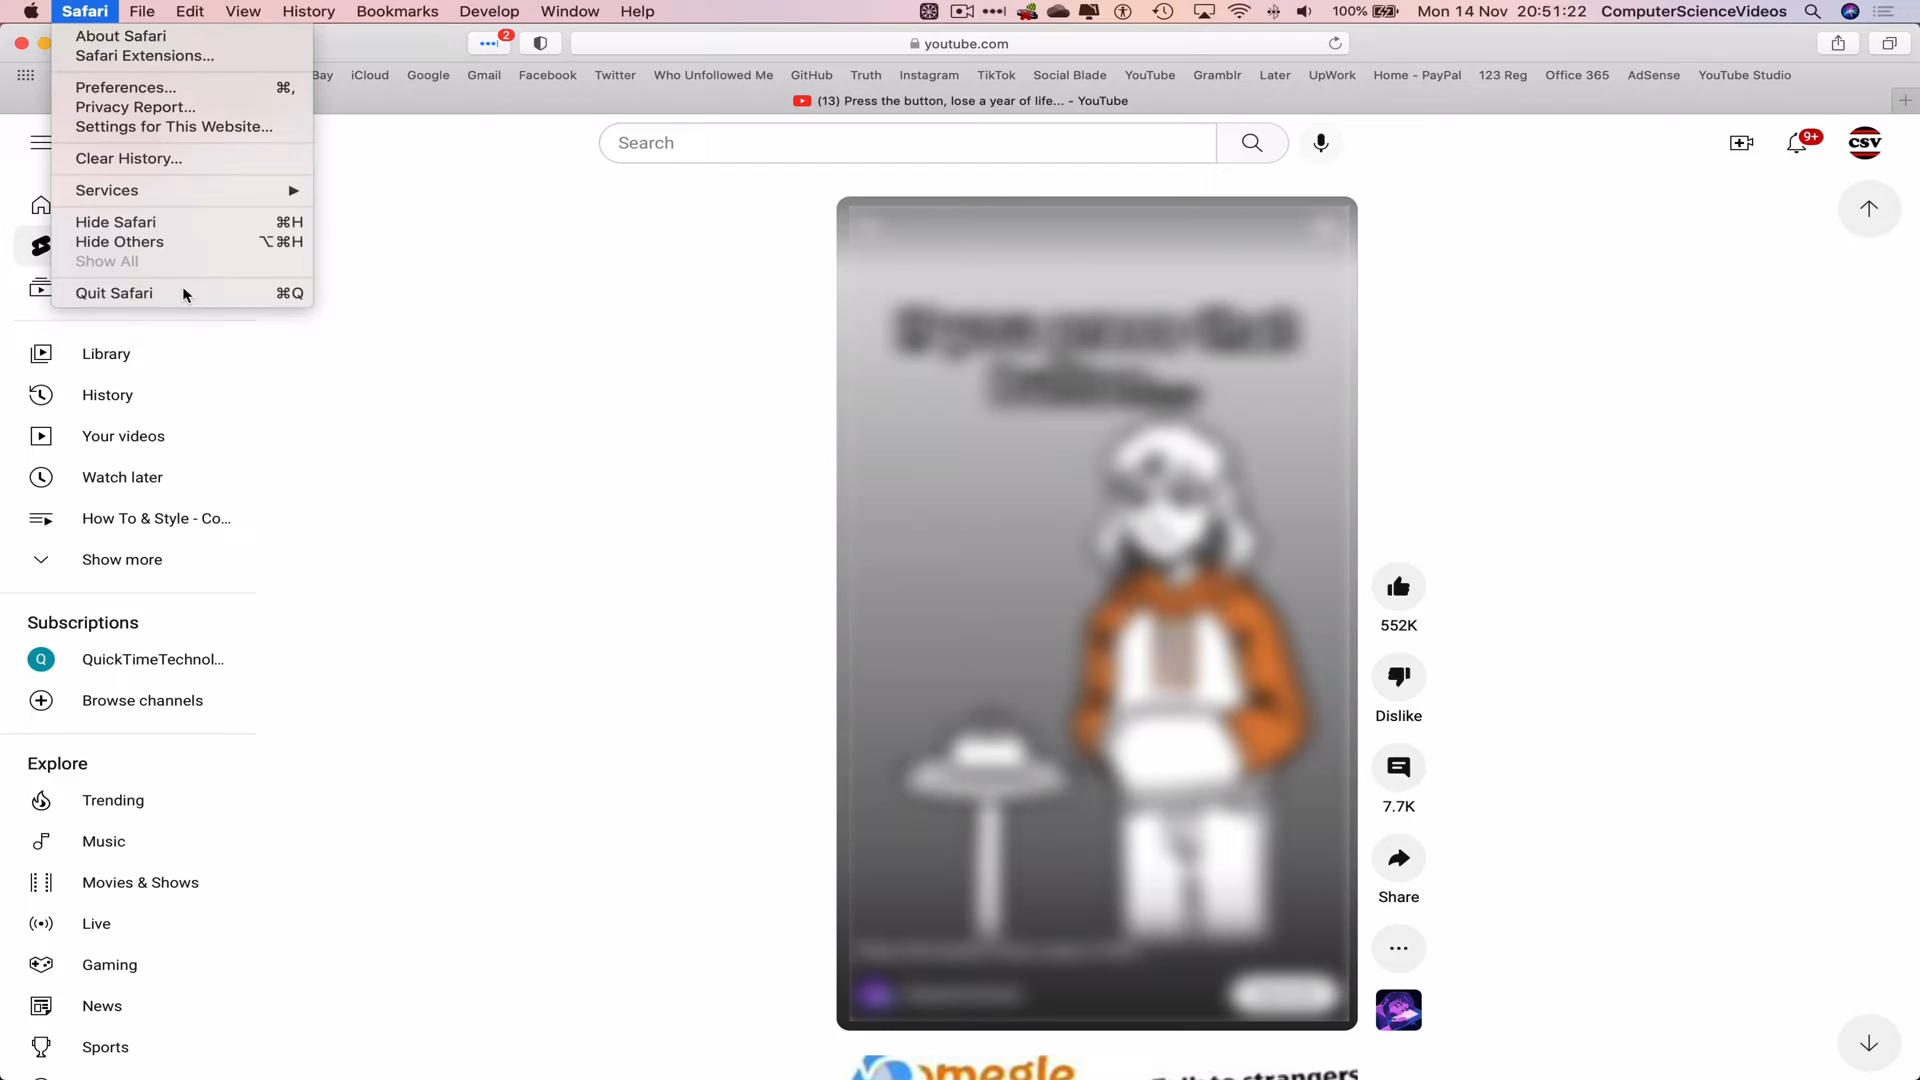 Safari File Edit View History Bookmarks Develop Window Help 100% Mon 14 Nov 20:51:22 ComputerScienceVideos
About Safari
Safari Extensions...
Preferences... ⌘,
Privacy Report...
Settings for This Website...
Clear History...
Services
Hide Safari ⌘H
Hide Others ⌥⌘H
Show All
Quit Safari ⌘Q
2
youtube.com
Bay iCloud Google Gmail Facebook Twitter Who Unfollowed Me GitHub Truth Instagram TikTok Social Blade YouTube Gramblr Later UpWork Home - PayPal 123 Reg Office 365 AdSense YouTube Studio
(13) Press the button, lose a year of life... - YouTube
Search
9+
CSV
Library
History
Your videos
Watch later
How To & Style - Co...
Show more
Subscriptions
Q QuickTimeTechnol...
Browse channels
Explore
Trending
Music
Movies & Shows
Live
Gaming
News
Sports
552K
Dislike
7.7K
Share
omegle Talk to strangers